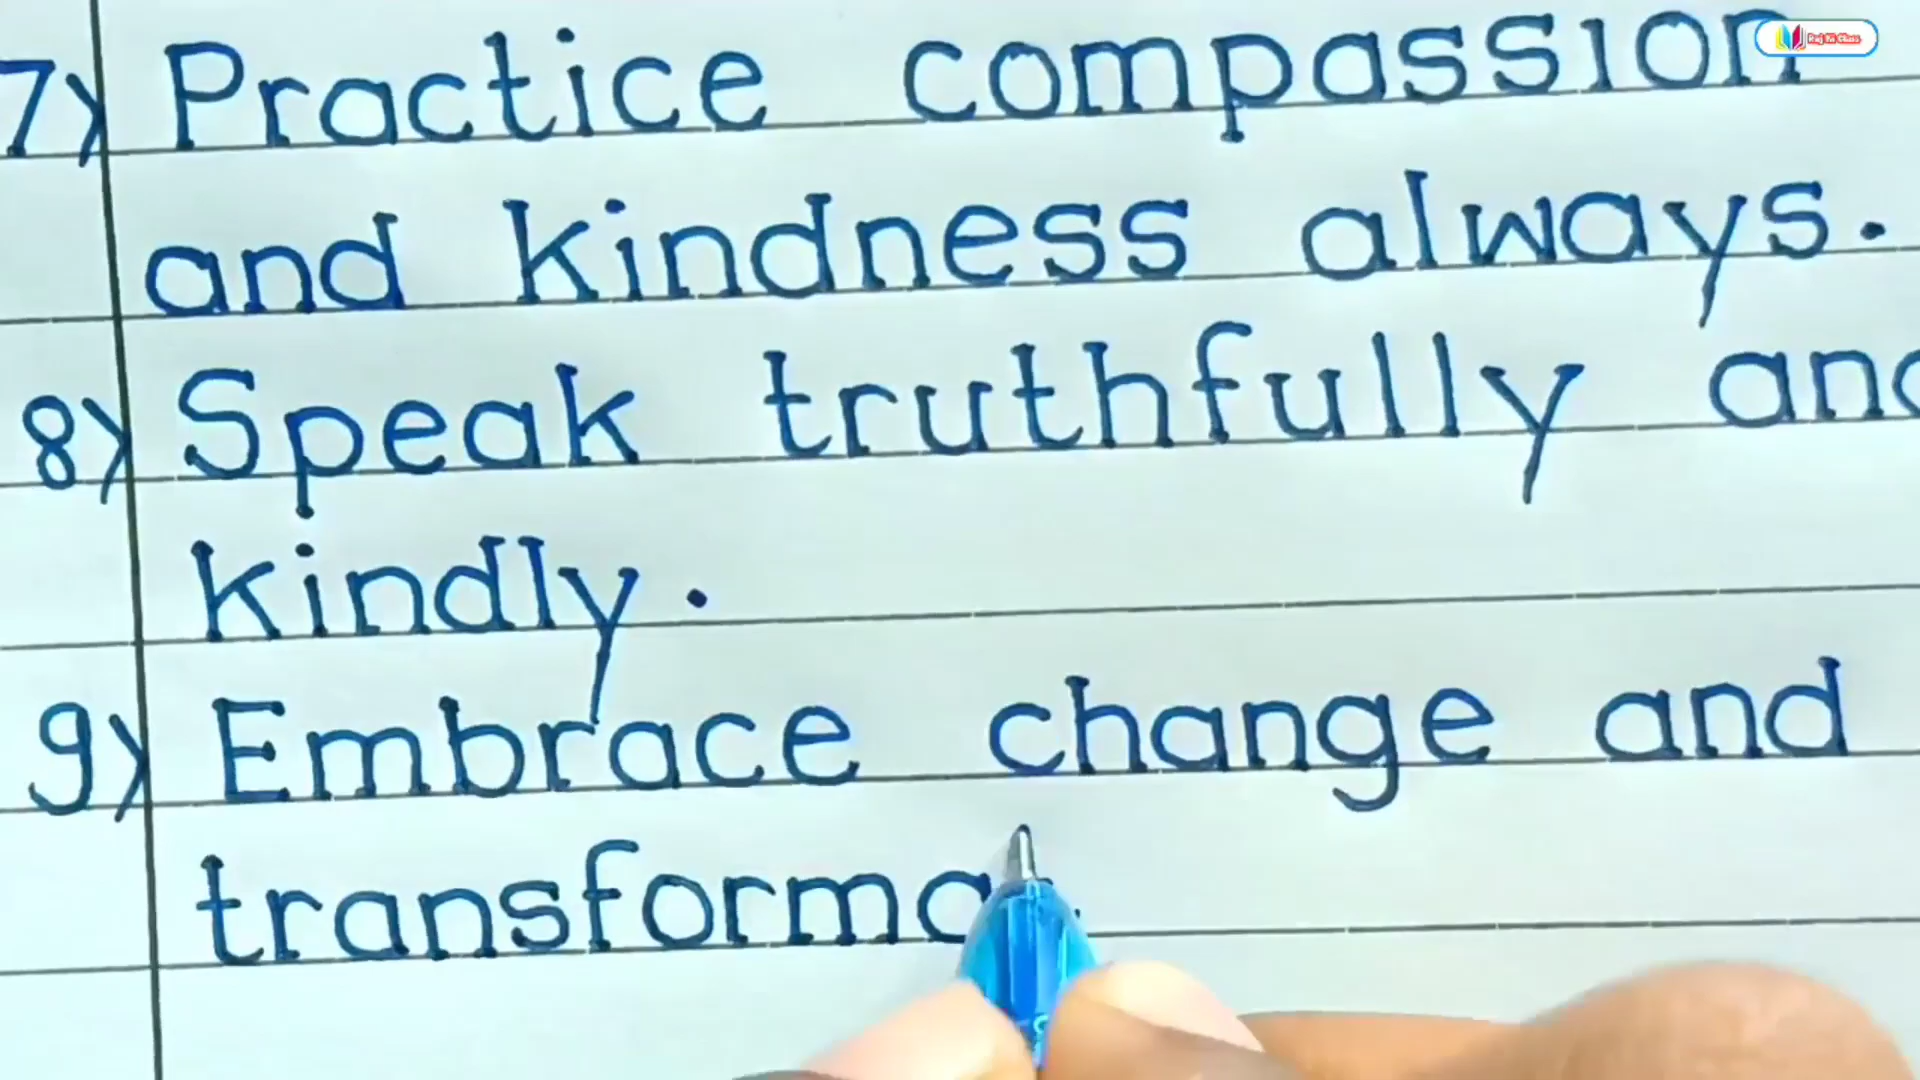 7) Practice compassion
and kindness always.
8) Speak truthfully and
kindly.
9) Embrace change and
transforma